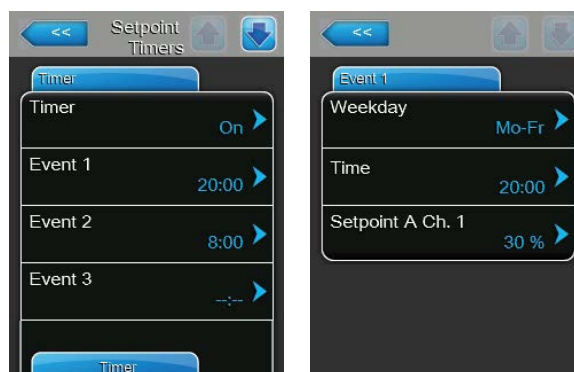 <<
Setpoint
Timers
Timer
Timer
On
Event 1
20:00
Event 2
8:00
Event 3
--:--
Timer
<<
Event 1
Weekday
Mo-Fr
Time
20:00
Setpoint A Ch. 1
30 %